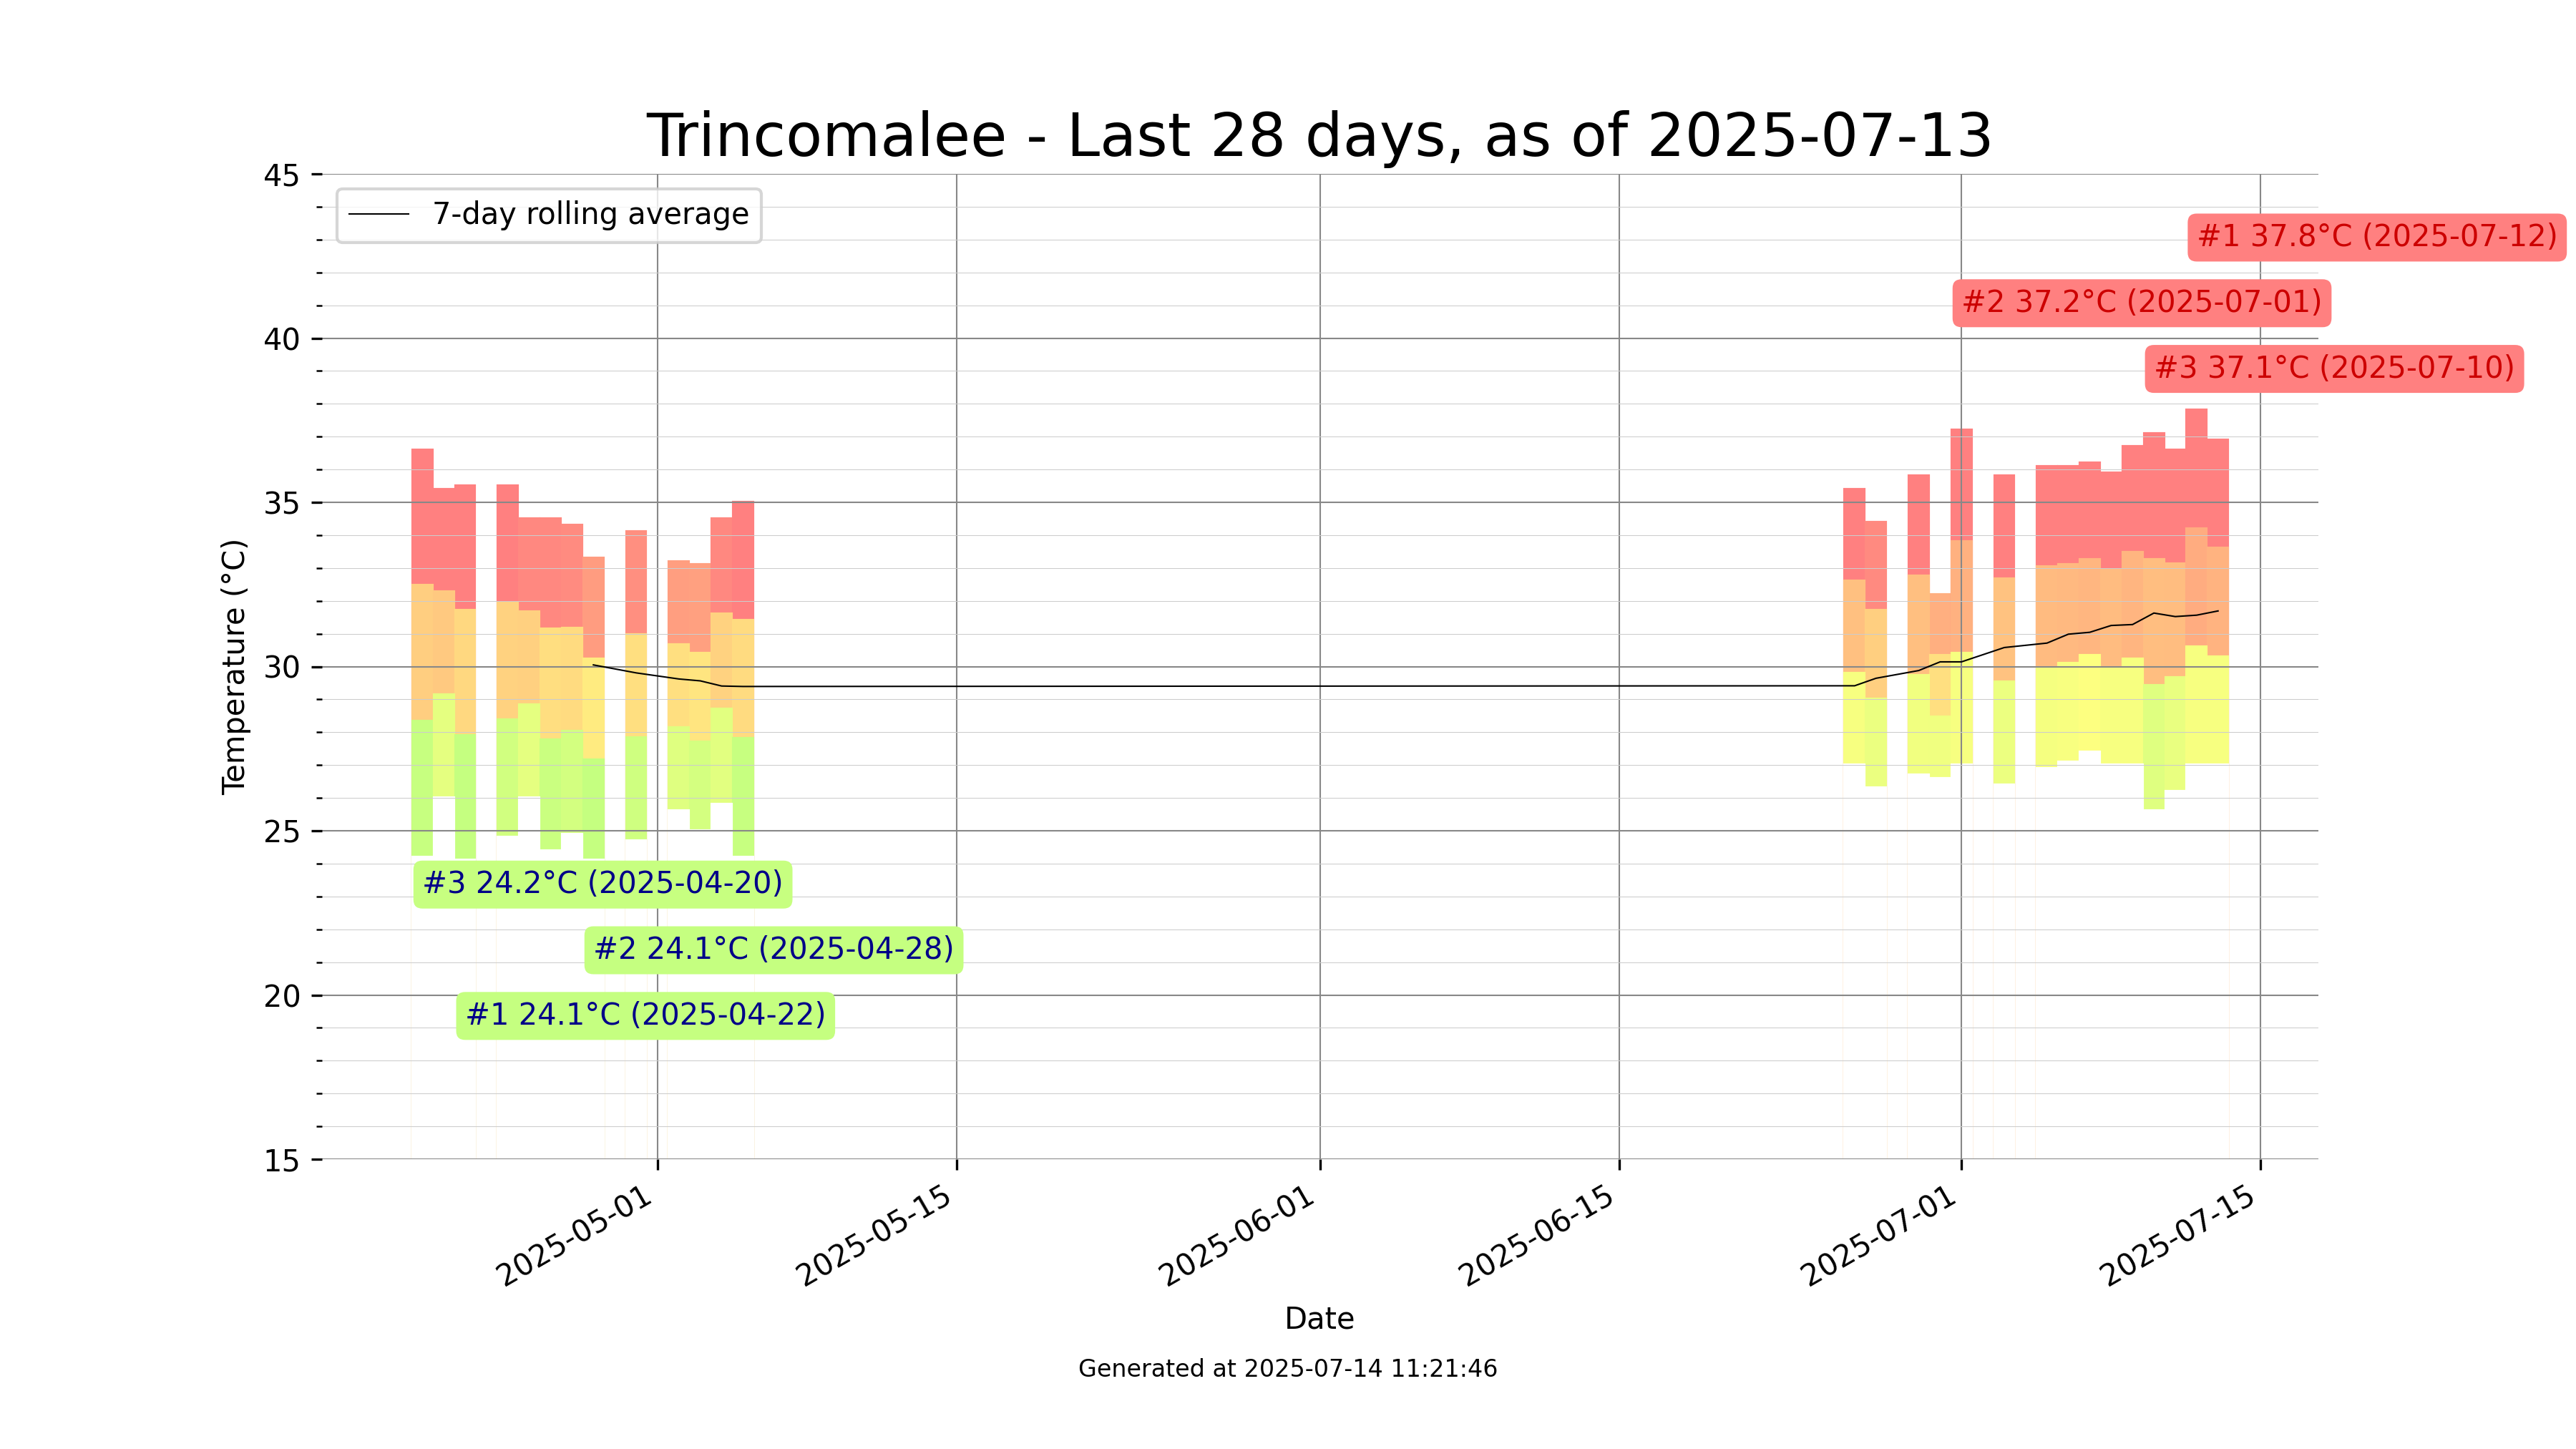 Trincomalee - Last 28 days, as of 2025-07-13
45
40
35
30
25
20
15
Temperature (°C)
7-day rolling average
#1 37.8°C (2025-07-12)
#2 37.2°C (2025-07-01)
#3 37.1°C (2025-07-10)
#3 24.2°C (2025-04-20)
#2 24.1°C (2025-04-28)
#1 24.1°C (2025-04-22)
2025-05-01
2025-05-15
2025-06-01
2025-06-15
2025-07-01
2025-07-15
Date
Generated at 2025-07-14 11:21:46